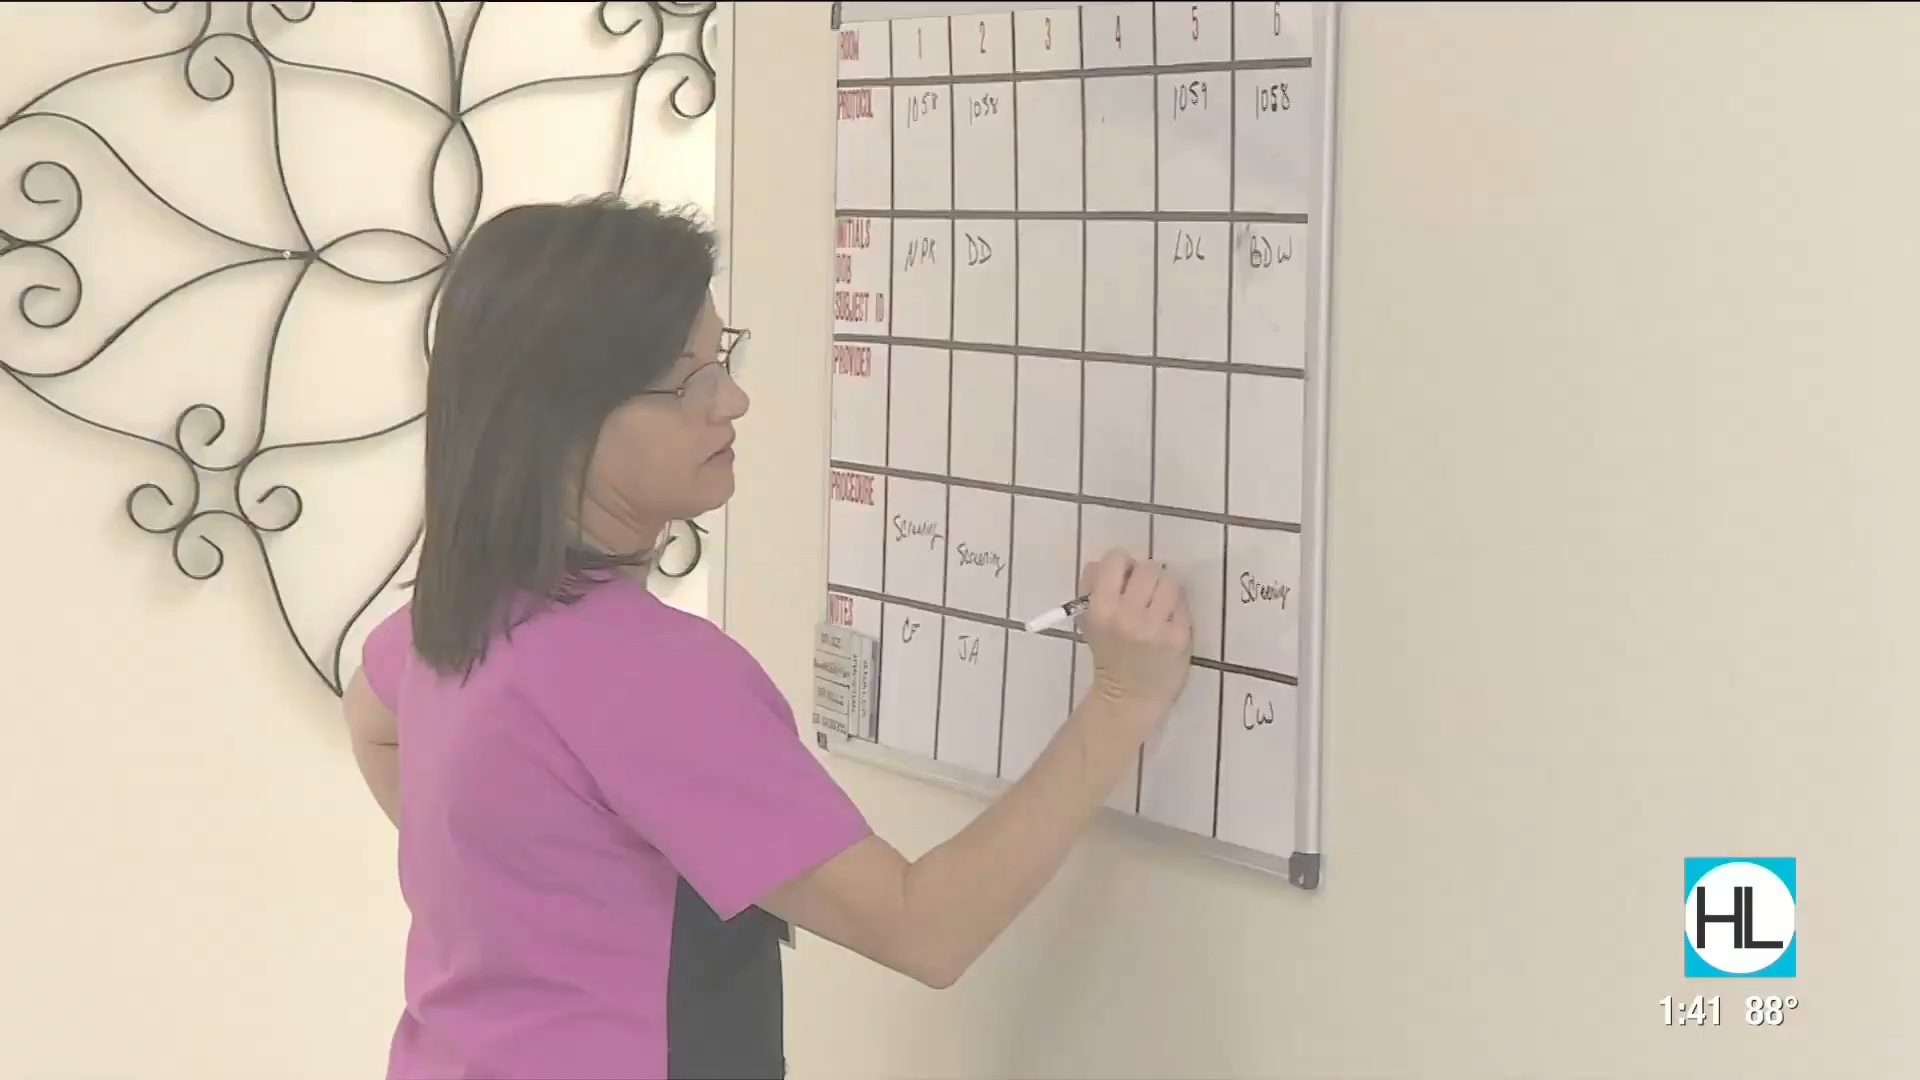 ROOM 1 2 3 4 5 6
PROTOCOL 1058 1058 1059 1058
INITIALS NPK DD LDL BDW
DOB
SUBJECT ID
PROVIDER
PROCEDURE Screening Screening Screening
NOTES CF JA CW
HL
1:41 88°